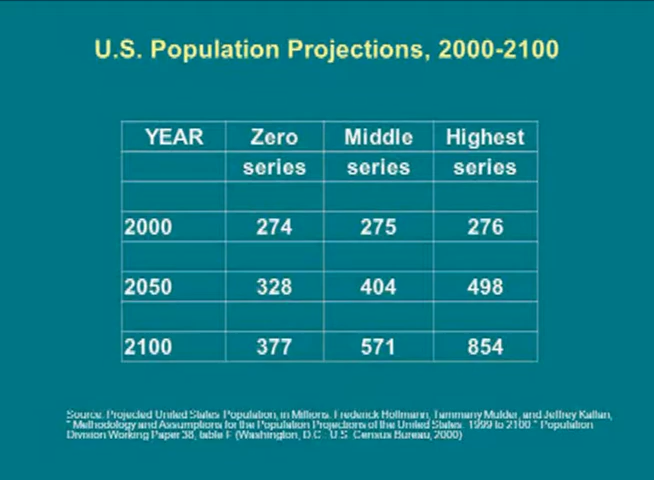 U.S. Population Projections, 2000-2100
YEAR Zero Middle Highest
series series series
2000 274 275 276
2050 328 404 498
2100 377 571 854
Source: Projected United States Population, in Millions. Frederick Hollmann, Tammany Mulder, and Jeffrey Kallan,
" Methodology and Assumptions for the Population Projections of the United States: 1999 to 2100." Population
Division Working Paper 38, table F (Washington, D.C.: U.S. Census Bureau, 2000)